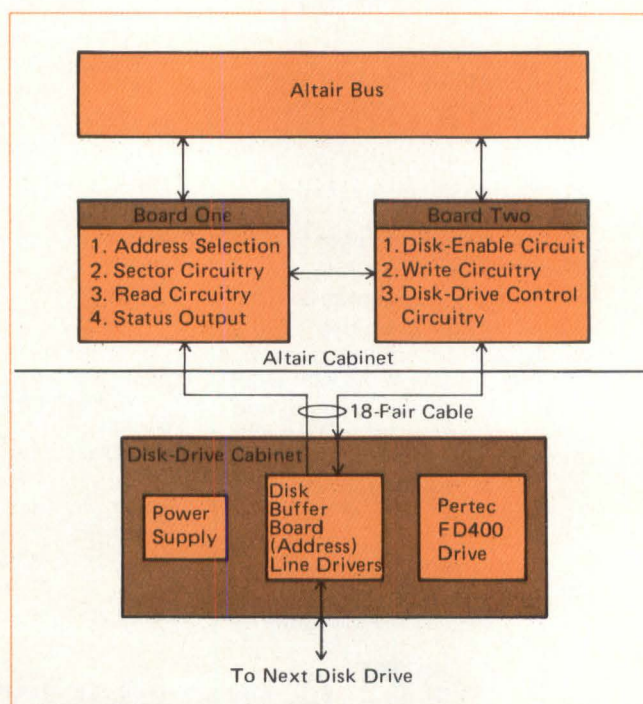 Altair Bus
Board One
1. Address Selection
2. Sector Circuitry
3. Read Circuitry
4. Status Output
Board Two
1. Disk-Enable Circuit
2. Write Circuitry
3. Disk-Drive Control
Circuitry
Altair Cabinet
18-Pair Cable
Disk-Drive Cabinet
Power
Supply
Disk
Buffer
Board
(Address)
Line Drivers
Pertec
FD400
Drive
To Next Disk Drive